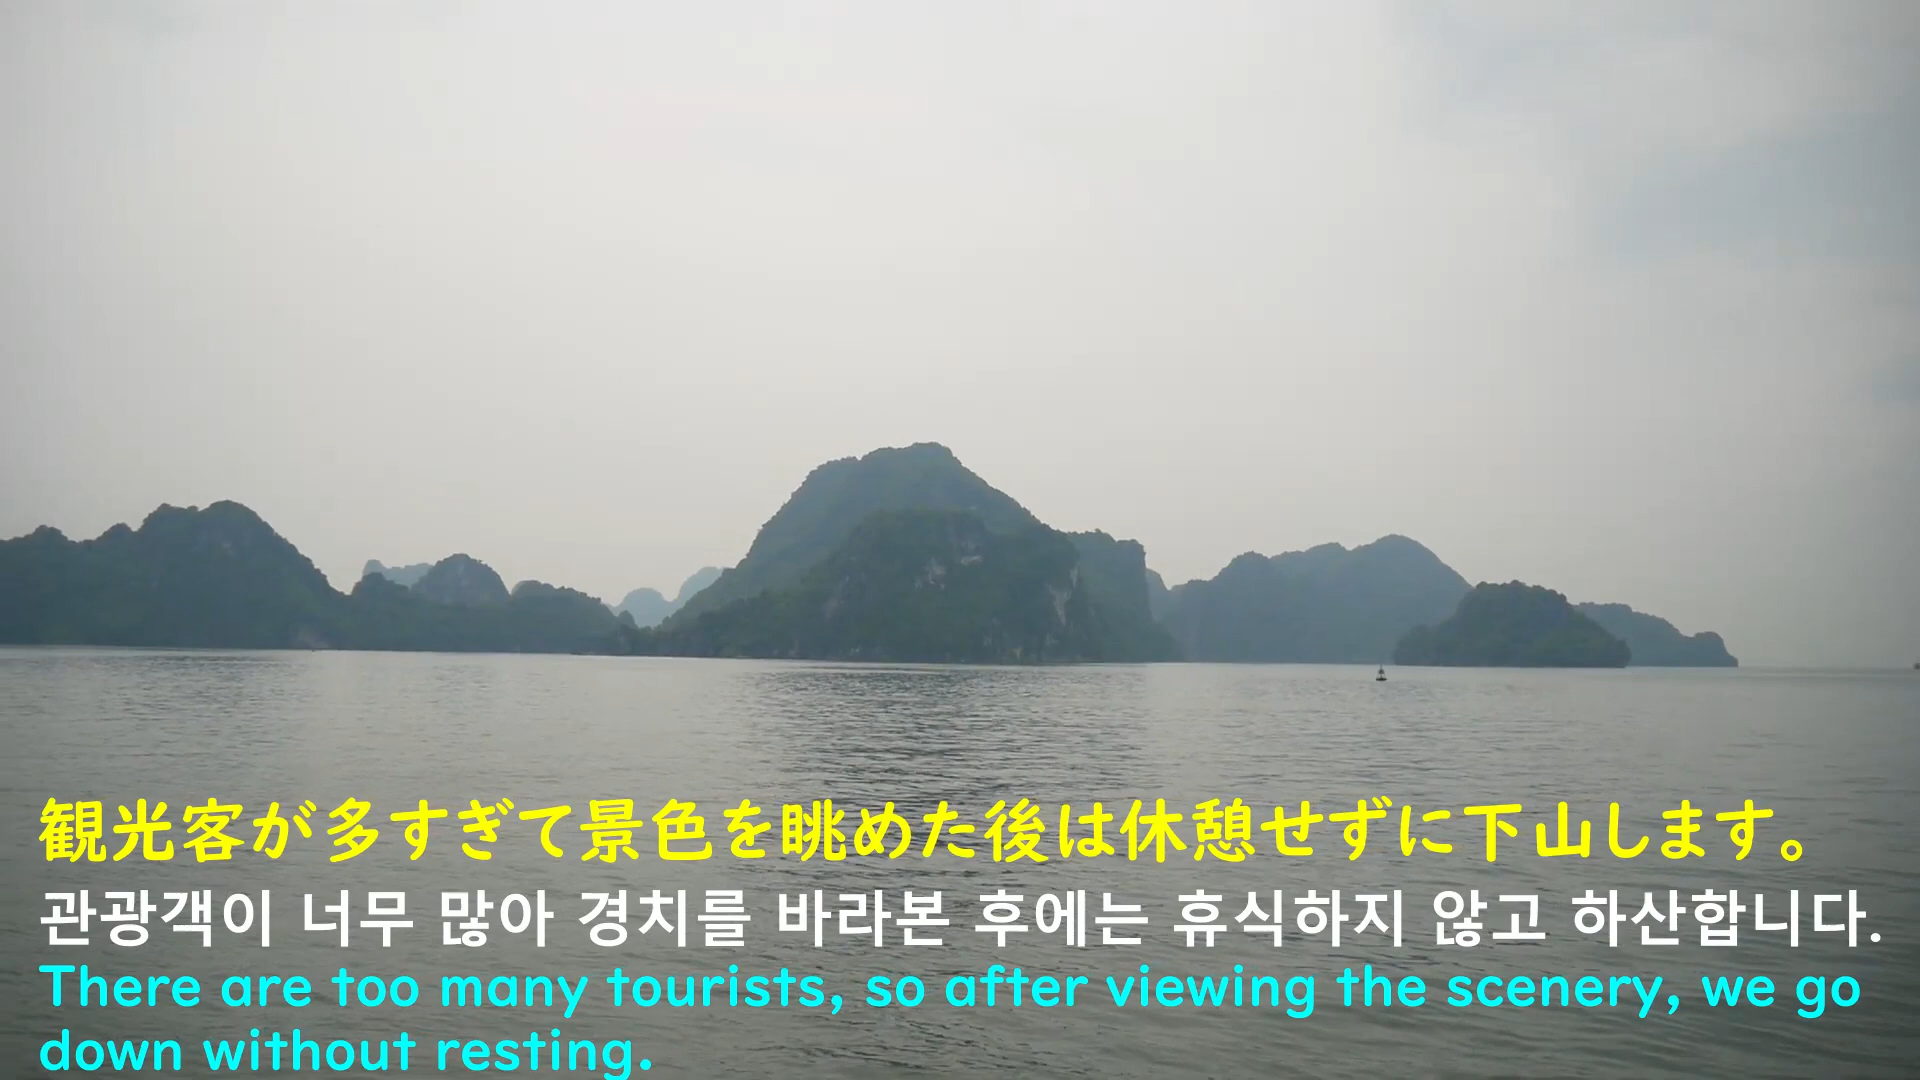 観光客が多すぎて景色を眺めた後は休憩せずに下山します。
관광객이 너무 많아 경치를 바라본 후에는 휴식하지 않고 하산합니다.
There are too many tourists, so after viewing the scenery, we go
down without resting.